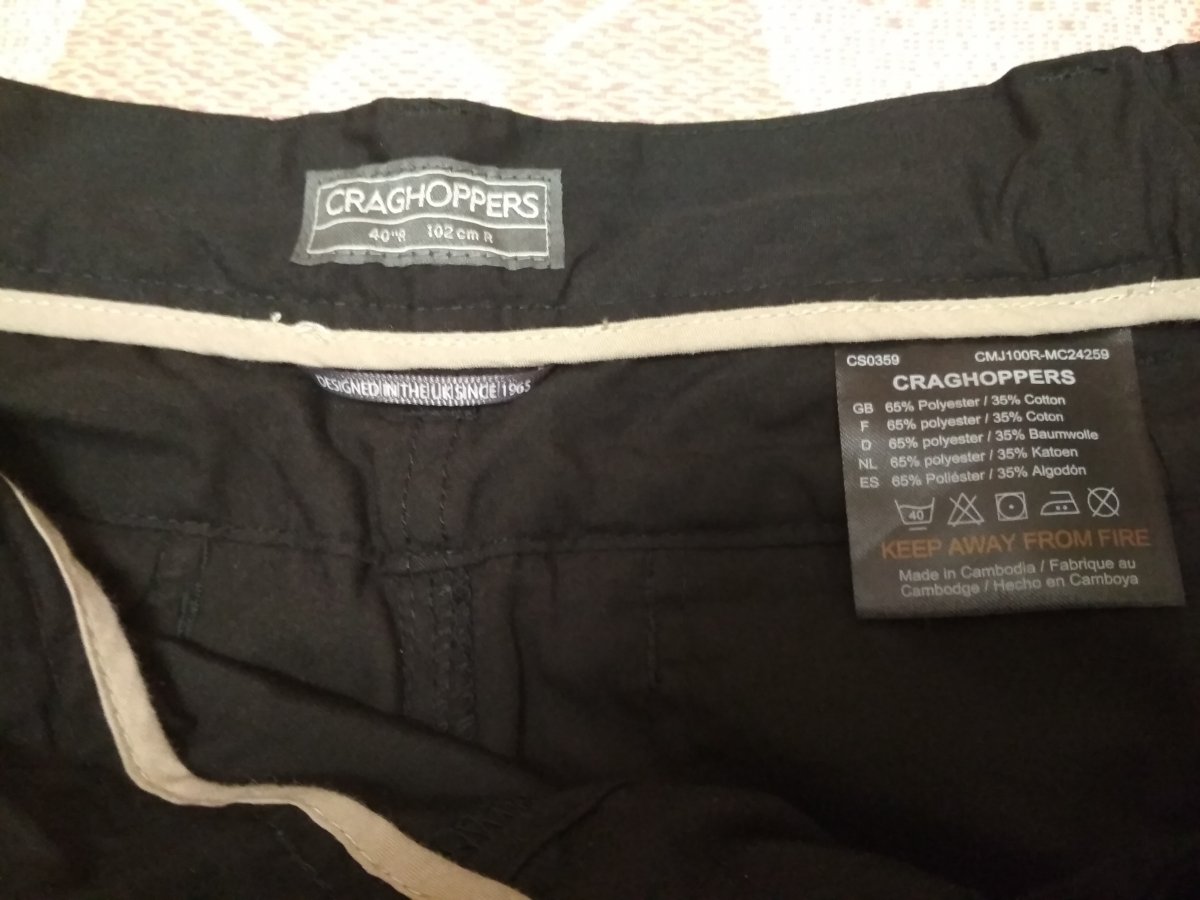 CRAGHOPPERS
40"R 102cm R
DESIGNED IN THE UK SINCE 1965
CS0359 CMJ100R-MC24259
CRAGHOPPERS
GB 65% Polyester / 35% Cotton
F 65% polyester / 35% Coton
D 65% polyester / 35% Baumwolle
NL 65% polyester / 35% Katoen
ES 65% Poliéster / 35% Algodón
40
KEEP AWAY FROM FIRE
Made in Cambodia / Fabrique au
Cambodge / Hecho en Camboya